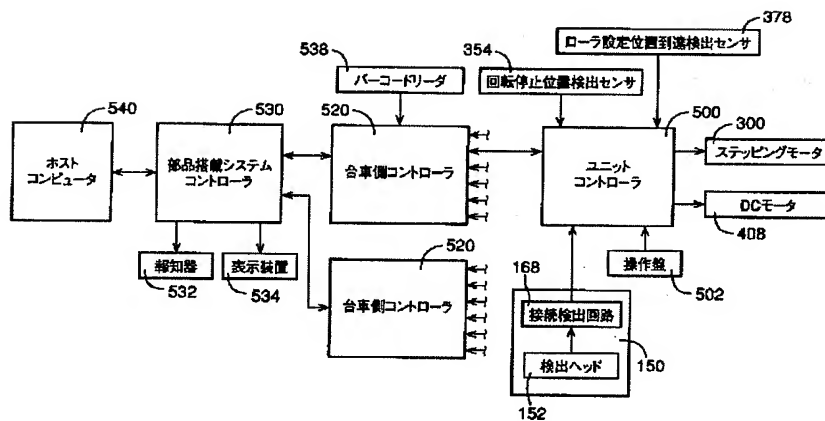 378
ローラ設定位置到達検出センサ
538
354
バーコードリーダ
回転停止位置検出センサ
540
530
520
500
300
ホスト
コンピュータ
部品搭載システム
コントローラ
台車側コントローラ
ユニット
コントローラ
ステッピングモータ
DCモータ
408
報知器
532
表示装置
534
520
台車側コントローラ
操作盤
502
168
接続検出回路
150
検出ヘッド
152